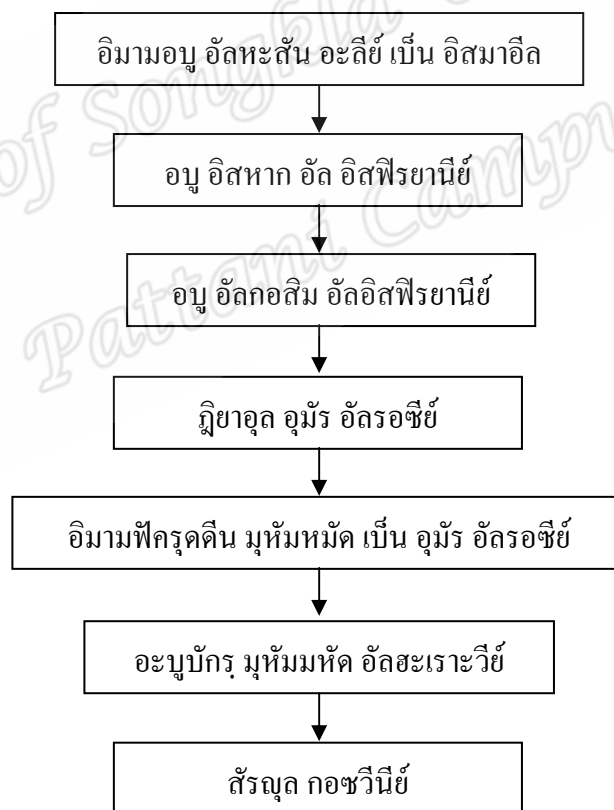 of Songkla
Pattani Campu
อิมามอบู อัลหะสัน อะลีย์ เบ็น อิสมาอีล
อบู อิสหาก อัล อิสฟิรยานีย์
อบู อัลกอสิม อัลอิสฟิรยานีย์
ฎิยาอุล อุมัร อัลรอซีย์
อิมามฟัครุดดีน มุหัมหมัด เบ็น อุมัร อัลรอซีย์
อะบูบักรฺ มุหัมมหัด อัลฮะเราะวีย์
สัรญุล กอซวีนีย์